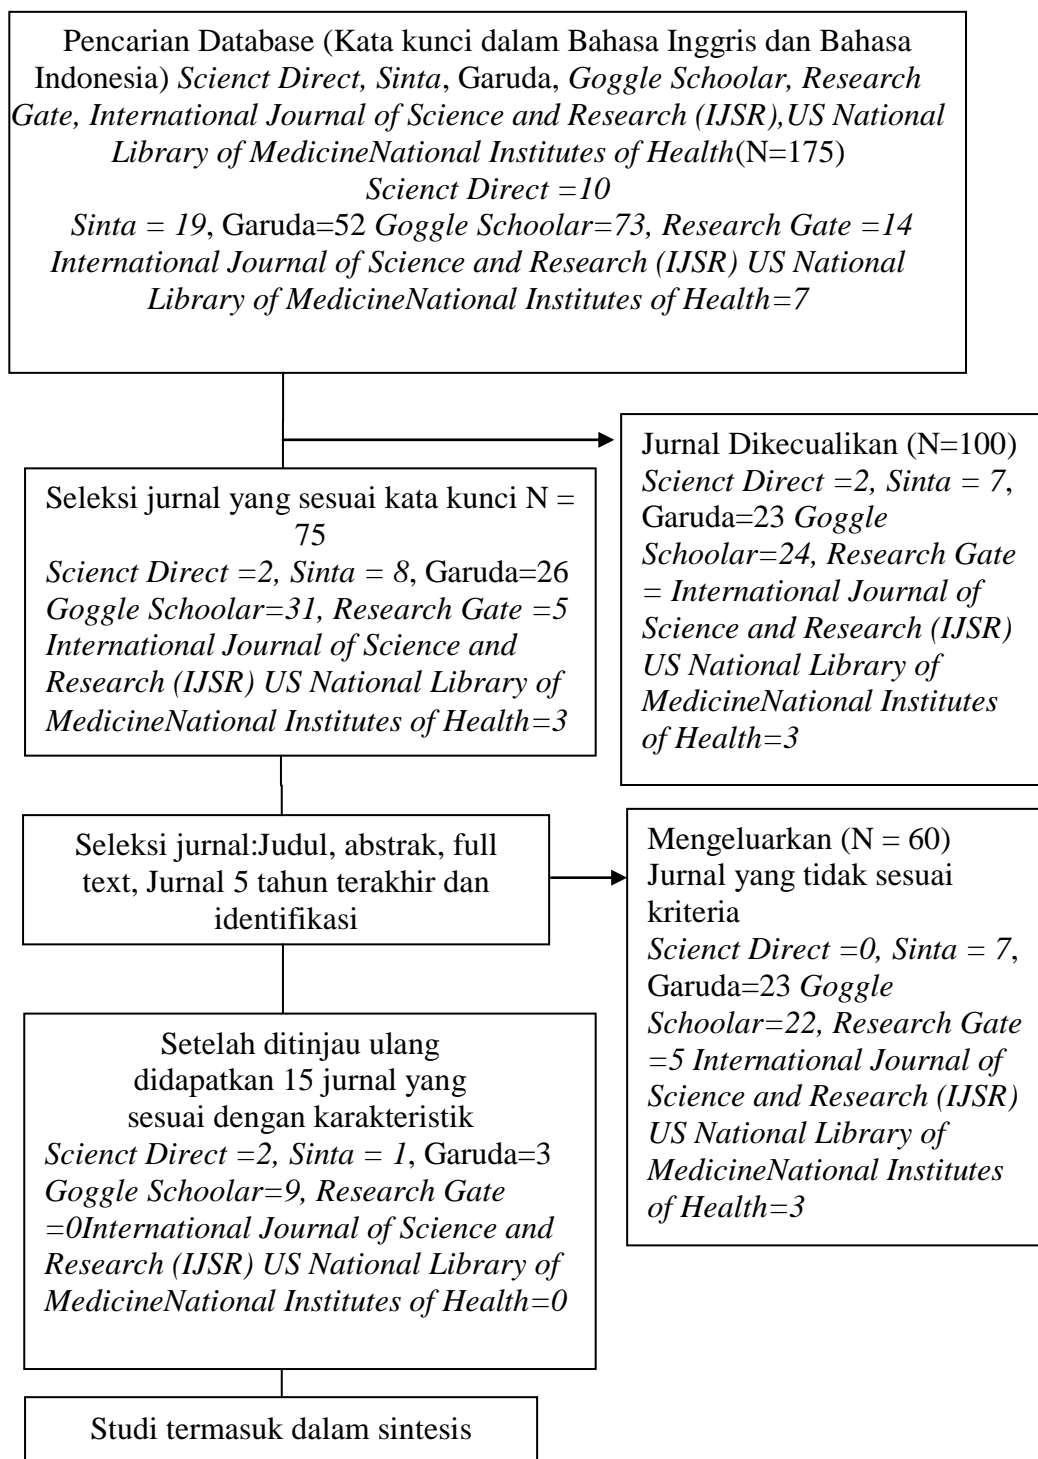 Pencarian Database (Kata kunci dalam Bahasa Inggris dan Bahasa
Indonesia) Scienct Direct, Sinta, Garuda, Goggle Schoolar, Research
Gate, International Journal of Science and Research (IJSR),US National
Library of MedicineNational Institutes of Health(N=175)
Scienct Direct =10
Sinta = 19, Garuda=52 Goggle Schoolar=73, Research Gate =14
International Journal of Science and Research (IJSR) US National
Library of MedicineNational Institutes of Health=7
Jurnal Dikecualikan (N=100)
Scienct Direct =2, Sinta = 7,
Garuda=23 Goggle
Schoolar=24, Research Gate
= International Journal of
Science and Research (IJSR)
US National Library of
MedicineNational Institutes
of Health=3
Seleksi jurnal yang sesuai kata kunci N =
75
Scienct Direct =2, Sinta = 8, Garuda=26
Goggle Schoolar=31, Research Gate =5
International Journal of Science and
Research (IJSR) US National Library of
MedicineNational Institutes of Health=3
Seleksi jurnal:Judul, abstrak, full
text, Jurnal 5 tahun terakhir dan
identifikasi
Mengeluarkan (N = 60)
Jurnal yang tidak sesuai
kriteria
Scienct Direct =0, Sinta = 7,
Garuda=23 Goggle
Schoolar=22, Research Gate
=5 International Journal of
Science and Research (IJSR)
US National Library of
MedicineNational Institutes
of Health=3
Setelah ditinjau ulang
didapatkan 15 jurnal yang
sesuai dengan karakteristik
Scienct Direct =2, Sinta = 1, Garuda=3
Goggle Schoolar=9, Research Gate
=0International Journal of Science and
Research (IJSR) US National Library of
MedicineNational Institutes of Health=0
Studi termasuk dalam sintesis